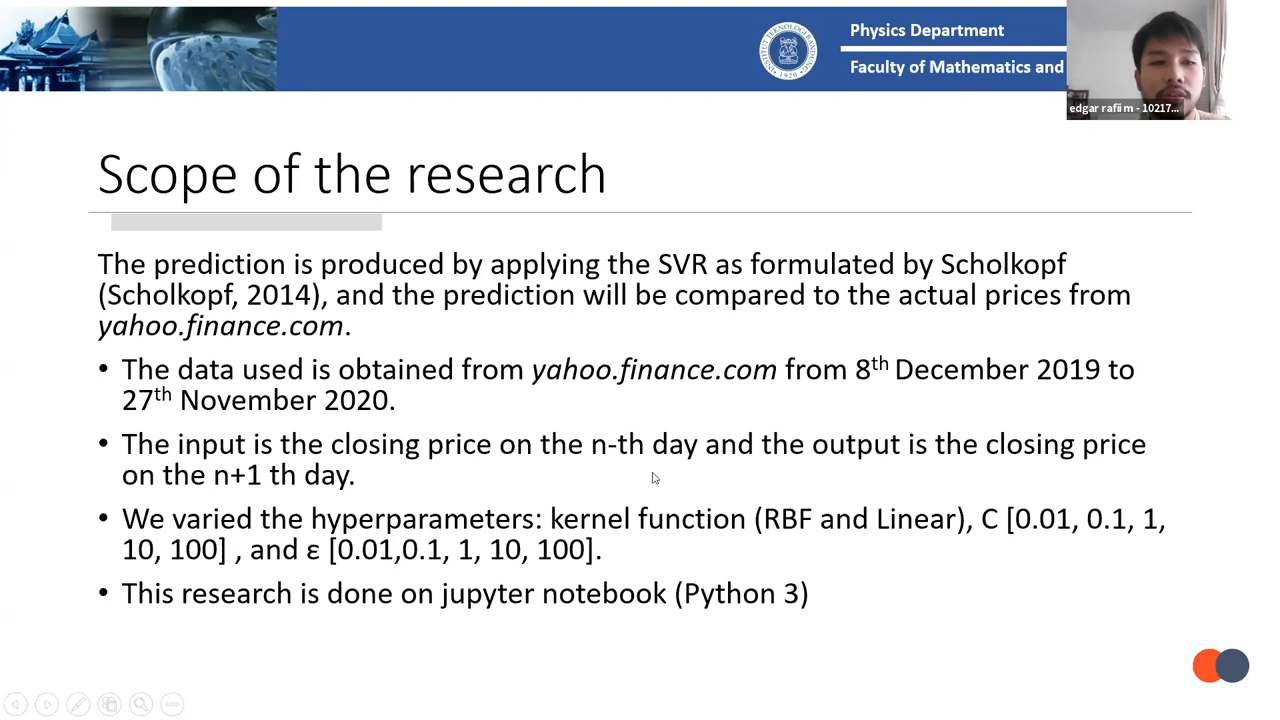 Physics Department
Faculty of Mathematics and
edgar rafii m - 10217...
INSTITUT TEKNOLOGI BANDUNG
1920
Scope of the research
The prediction is produced by applying the SVR as formulated by Scholkopf
(Scholkopf, 2014), and the prediction will be compared to the actual prices from
yahoo.finance.com.
• The data used is obtained from yahoo.finance.com from 8th December 2019 to
27th November 2020.
• The input is the closing price on the n-th day and the output is the closing price
on the n+1 th day.
• We varied the hyperparameters: kernel function (RBF and Linear), C [0.01, 0.1, 1,
10, 100] , and ε [0.01,0.1, 1, 10, 100].
• This research is done on jupyter notebook (Python 3)